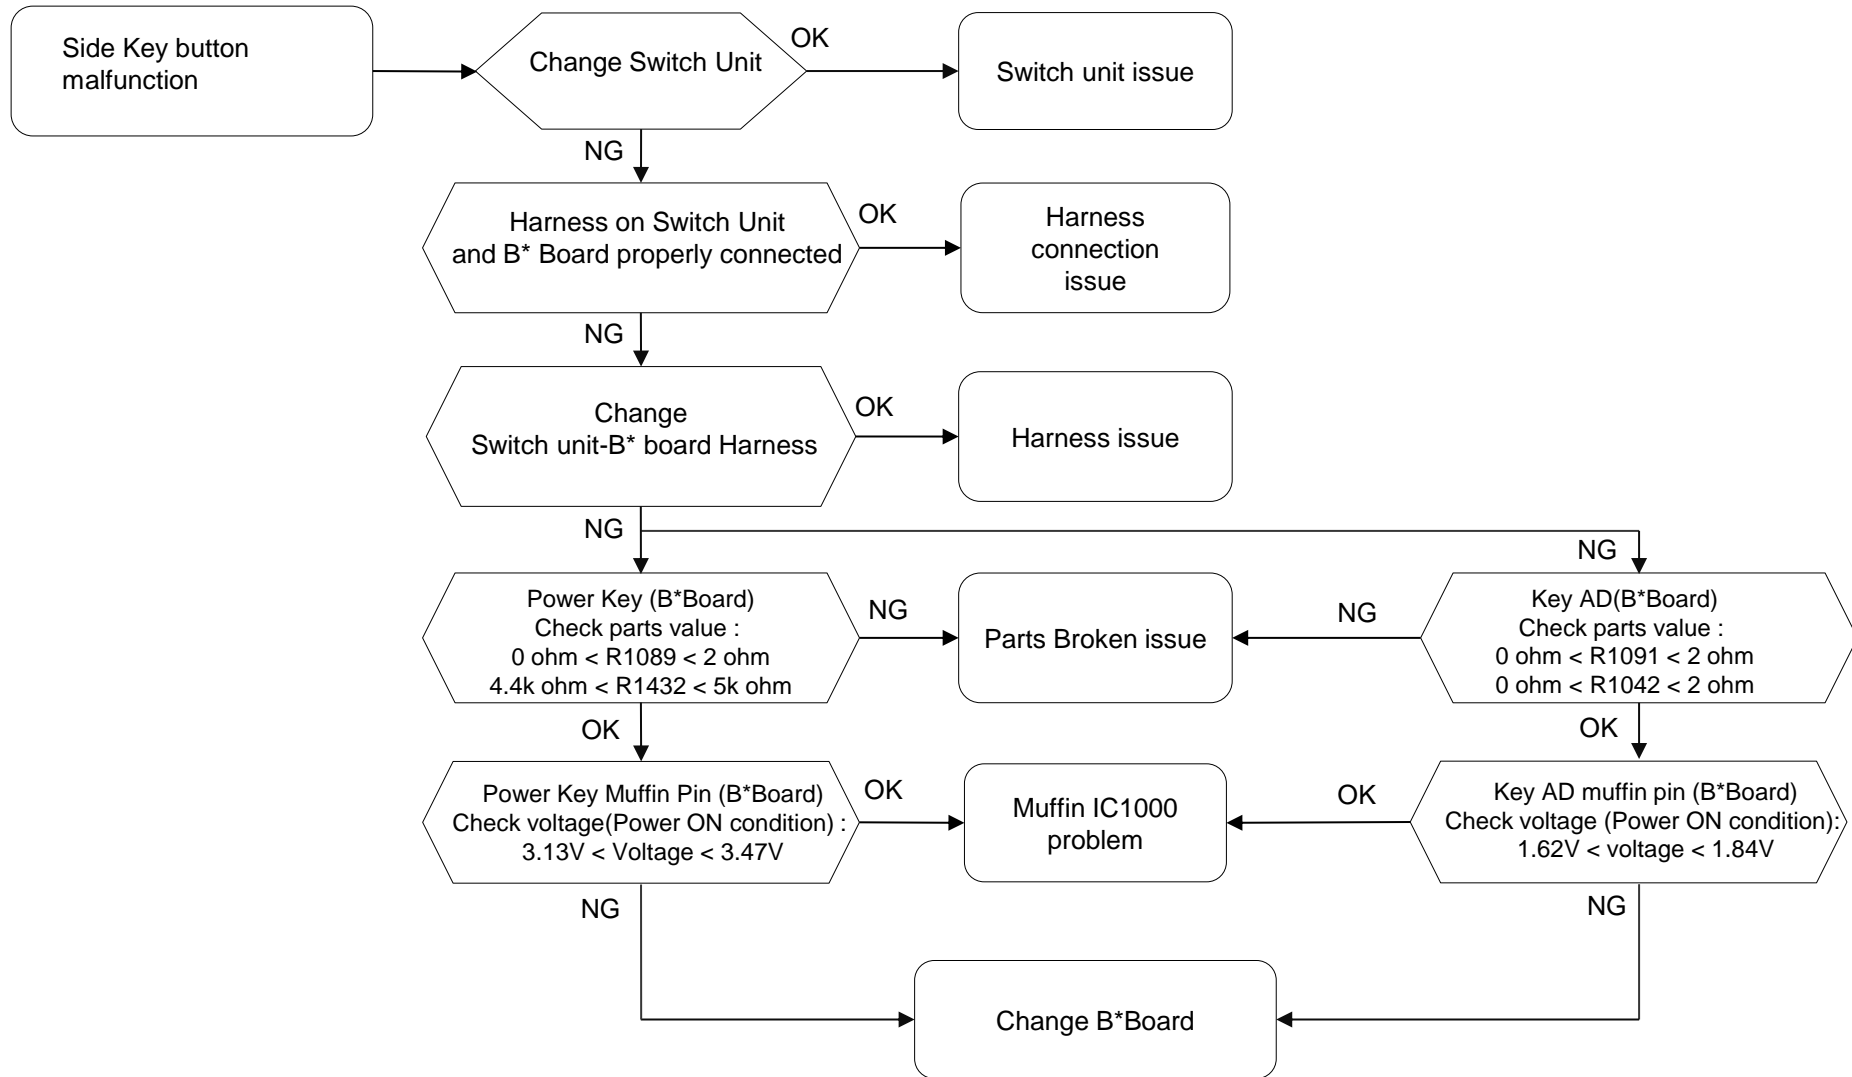 Side Key button
malfunction
Change Switch Unit
OK
Switch unit issue
NG
Harness on Switch Unit
and B* Board properly connected
OK
Harness
connection
issue
NG
Change
Switch unit-B* board Harness
OK
Harness issue
NG
NG
Power Key (B*Board)
Check parts value :
0 ohm < R1089 < 2 ohm
4.4k ohm < R1432 < 5k ohm
NG
Parts Broken issue
NG
Key AD(B*Board)
Check parts value :
0 ohm < R1091 < 2 ohm
0 ohm < R1042 < 2 ohm
OK
OK
Power Key Muffin Pin (B*Board)
Check voltage(Power ON condition) :
3.13V < Voltage < 3.47V
OK
Muffin IC1000
problem
OK
Key AD muffin pin (B*Board)
Check voltage (Power ON condition):
1.62V < voltage < 1.84V
NG
NG
Change B*Board